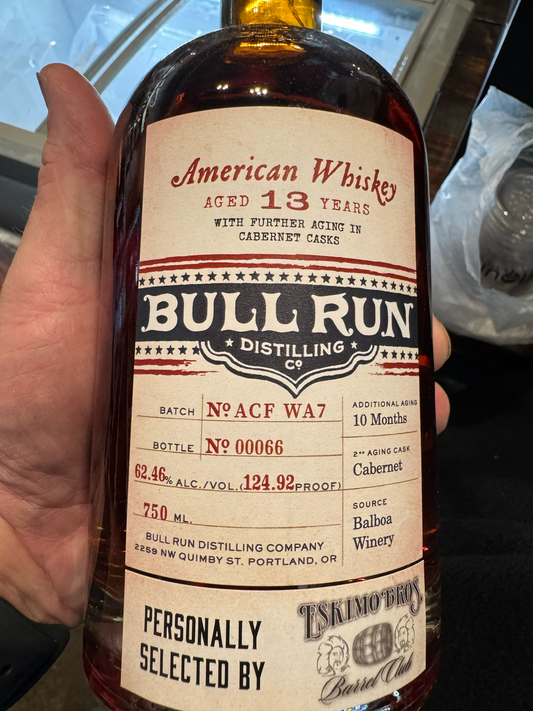 American Whiskey
AGED 13 YEARS
WITH FURTHER AGING IN
CABERNET CASKS
BULL RUN
DISTILLING
Co
BATCH No ACF WA7
BOTTLE No 00066
62.46% ALC./VOL.(124.92PROOF)
750 ML.
BULL RUN DISTILLING COMPANY
2259 NW QUIMBY ST. PORTLAND, OR
ADDITIONAL AGING
10 Months
2ND AGING CASK
Cabernet
SOURCE
Balboa
Winery
PERSONALLY
SELECTED BY
ESKIMO BROS.
Barrel Club